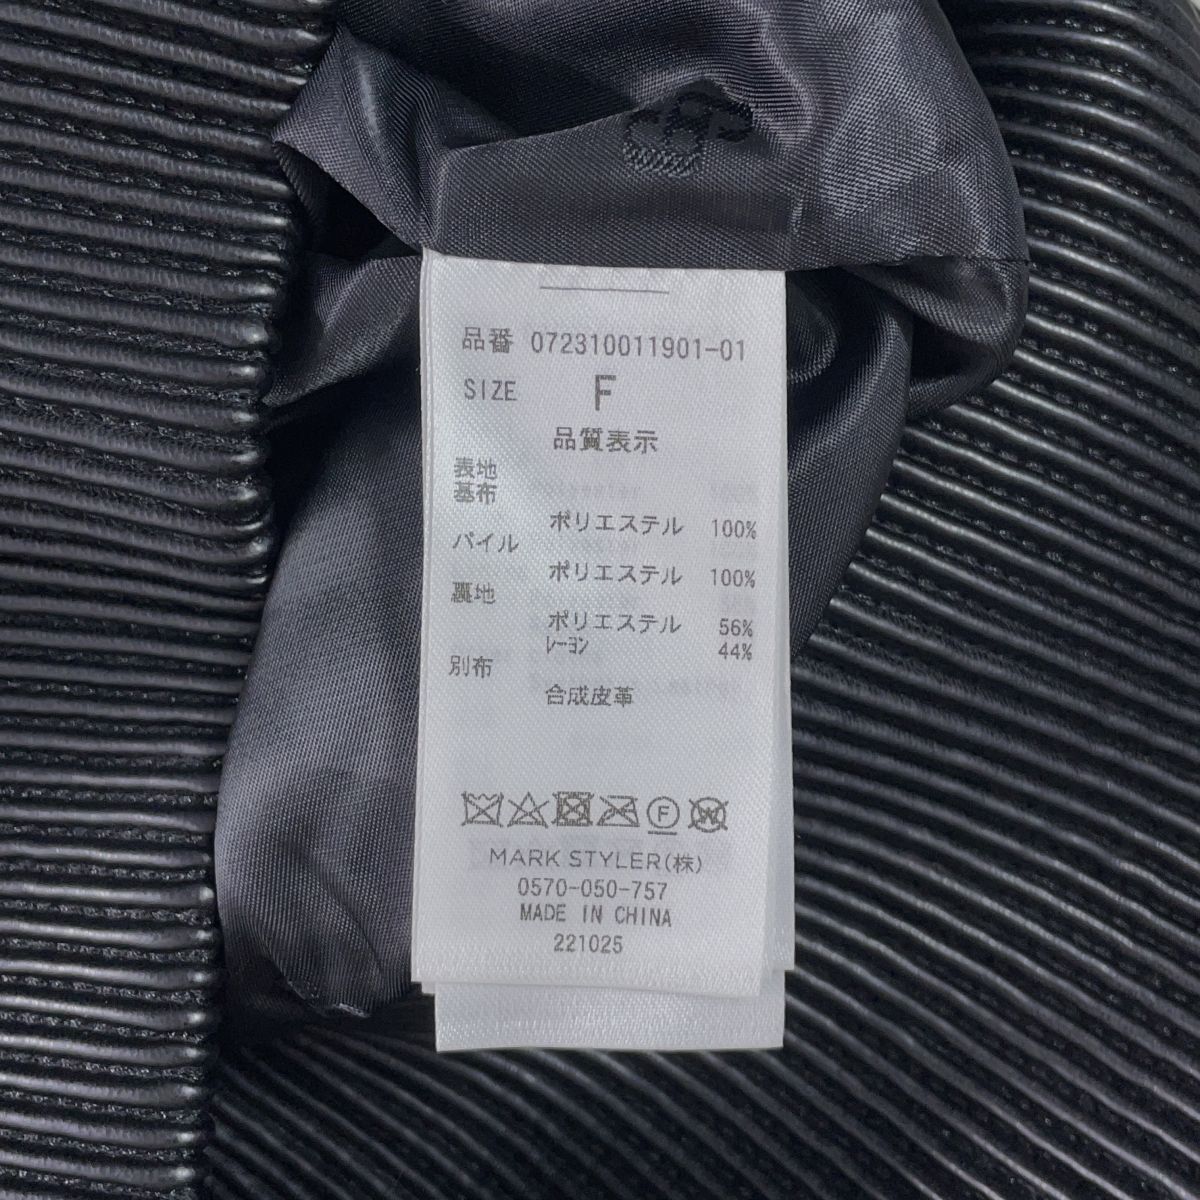 品番 072310011901-01
SIZE F
品質表示
表地
基布
ポリエステル 100%
パイル
ポリエステル 100%
裏地
ポリエステル 56%
ﾚｰﾖﾝ 44%
別布
合成皮革
F W
MARK STYLER(株)
0570-050-757
MADE IN CHINA
221025